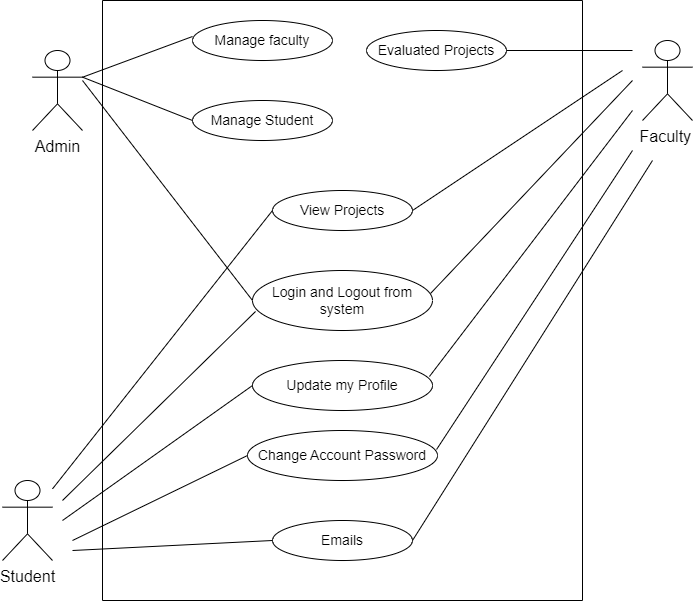 Manage faculty
Evaluated Projects
Manage Student
Admin
Faculty
View Projects
Login and Logout from
system
Update my Profile
Change Account Password
Emails
Student